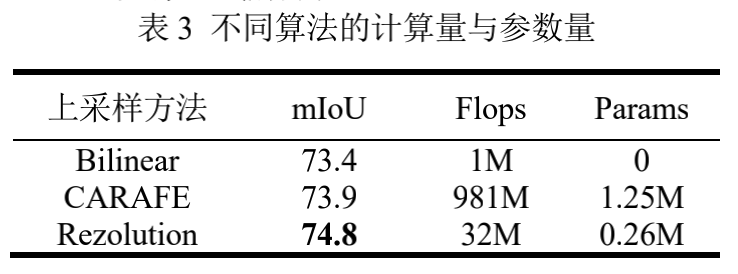 表 3 不同算法的计算量与参数量
上采样方法 mIoU Flops Params
Bilinear 73.4 1M 0
CARAFE 73.9 981M 1.25M
Rezolution 74.8 32M 0.26M